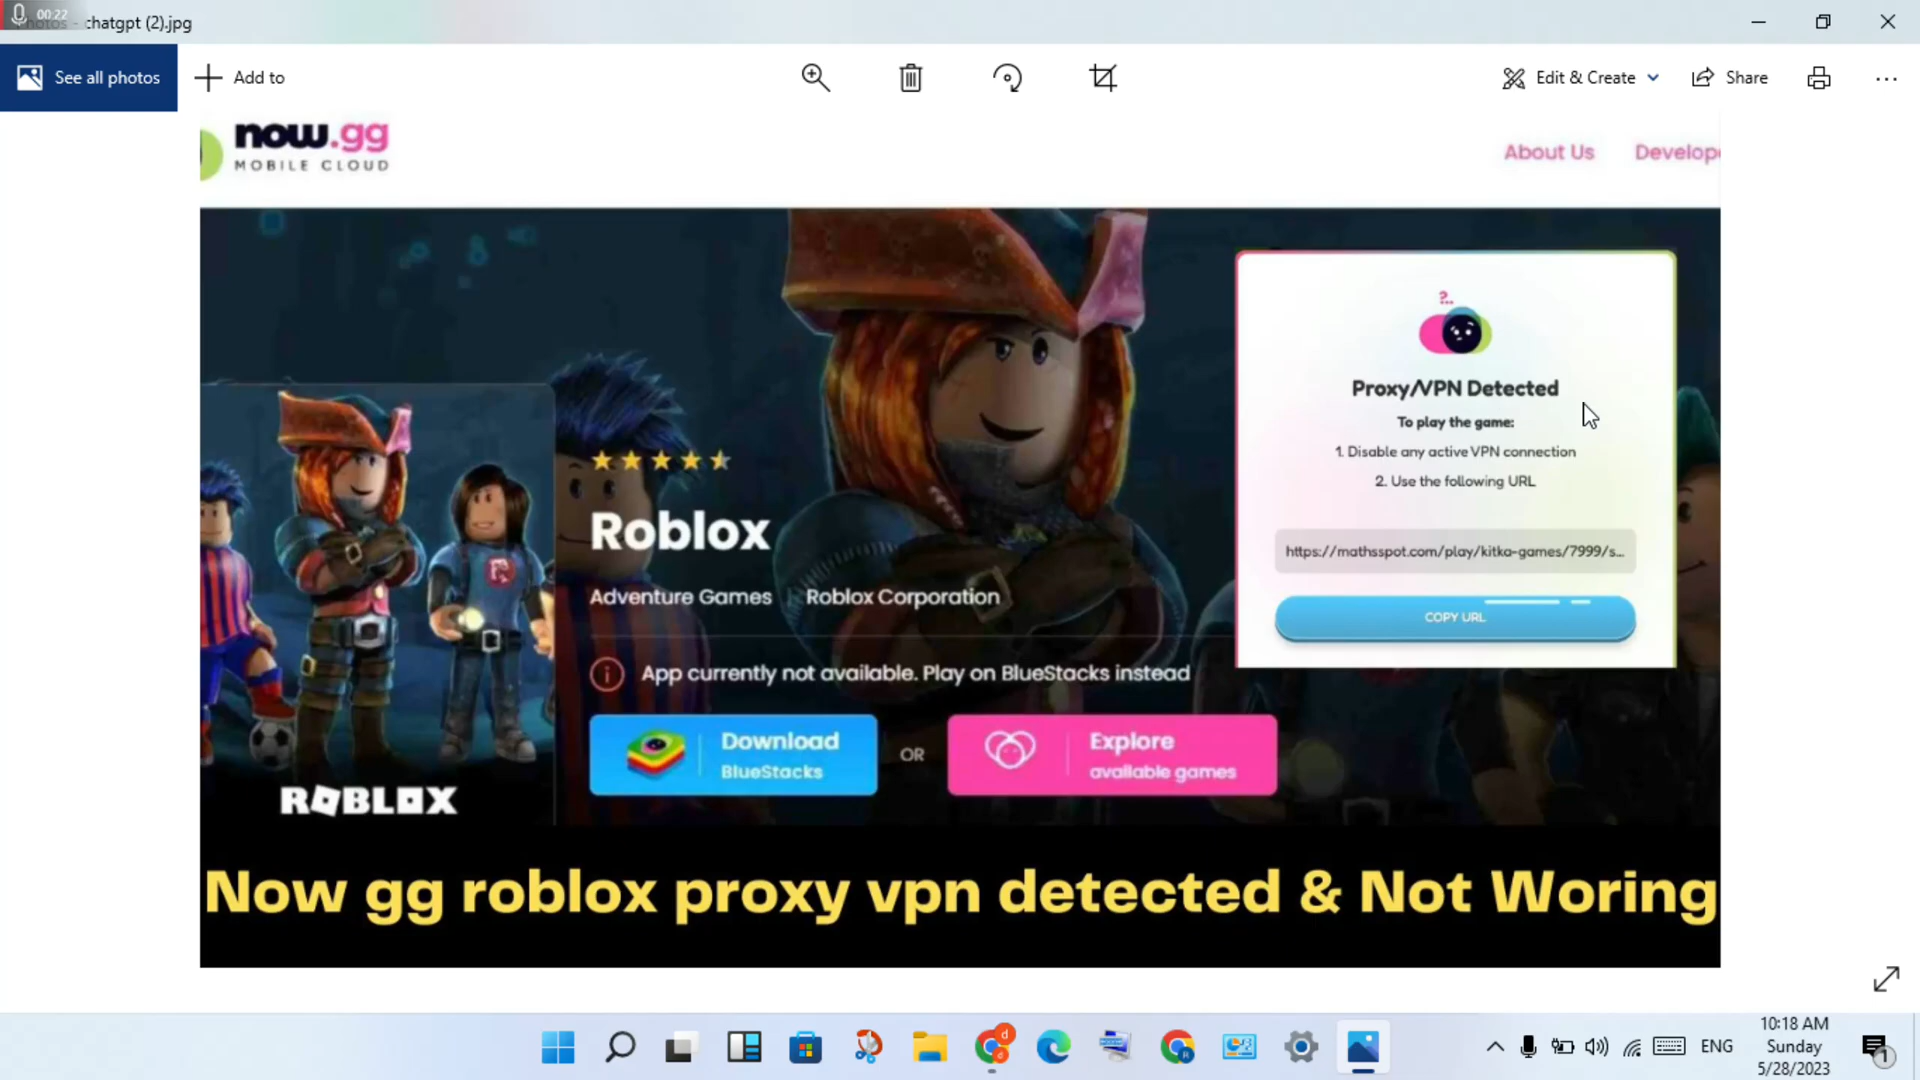 00:22
Photos - chatgpt (2).jpg
See all photos
Add to
Edit & Create
Share
now.gg
MOBILE CLOUD
About Us
Develope
?..
Proxy/VPN Detected
To play the game:
1. Disable any active VPN connection
2. Use the following URL
https://mathsspot.com/play/kitka-games/7999/s...
COPY URL
Roblox
Adventure Games
Roblox Corporation
App currently not available. Play on BlueStacks instead
Download
BlueStacks
OR
Explore
available games
ROBLOX
Now gg roblox proxy vpn detected & Not Woring
ENG
10:18 AM
Sunday
5/28/2023
1